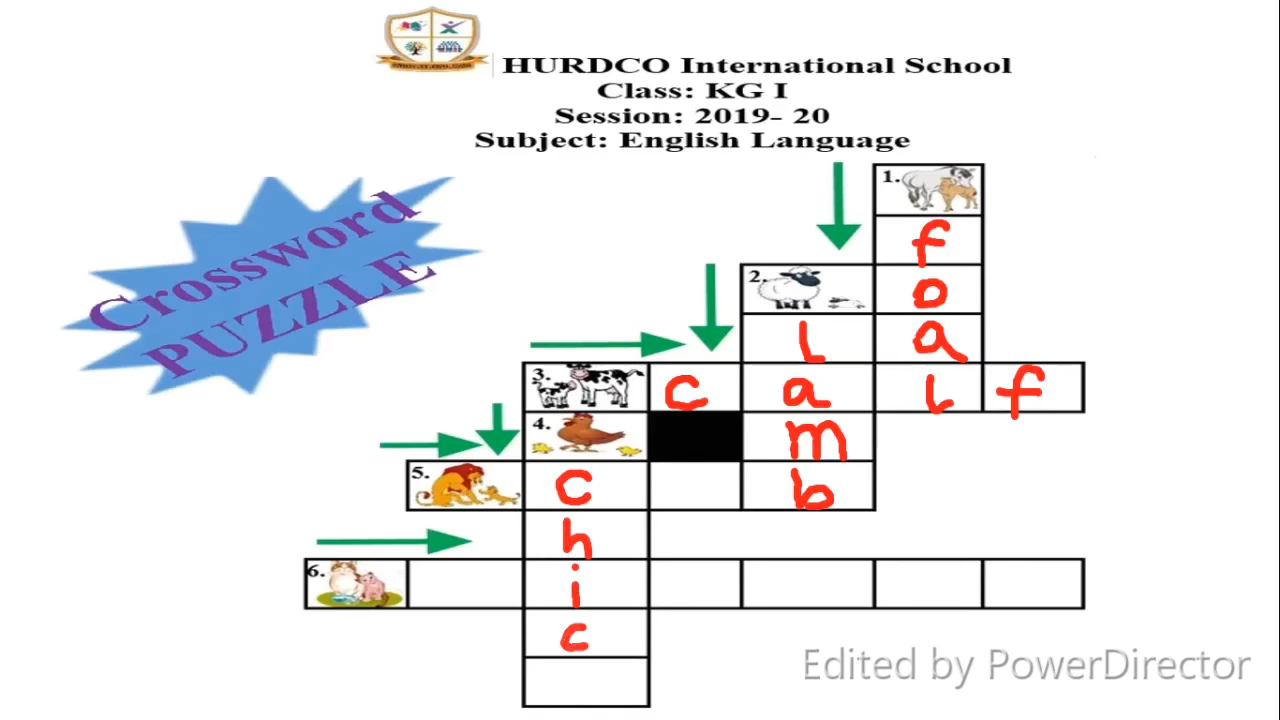 HURDCO International School
Class: KG I
Session: 2019- 20
Subject: English Language
Crossword
PUZZLE
1.
f
2. o
l a
3. c a l f
4. m
5. c b
h
6. i
c
Edited by PowerDirector